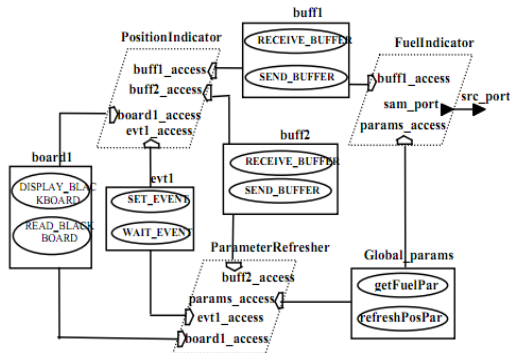 buff1
PositionIndicator
RECEIVE_BUFFER
FuelIndicator
buff1_access
SEND_BUFFER
buff1_access
buff2_access
src_port
sam_port
board1_access
params_access
evt1_access
buff2
board1
RECEIVE_BUFFER
evt1
DISPLAY_BLAC
KBOARD
SEND_BUFFER
SET_EVENT
READ_BLACK
BOARD
WAIT_EVENT
ParameterRefresher
Global_params
buff2_access
getFuelPar
params_access
evt1_access
refreshPosPar
board1_access